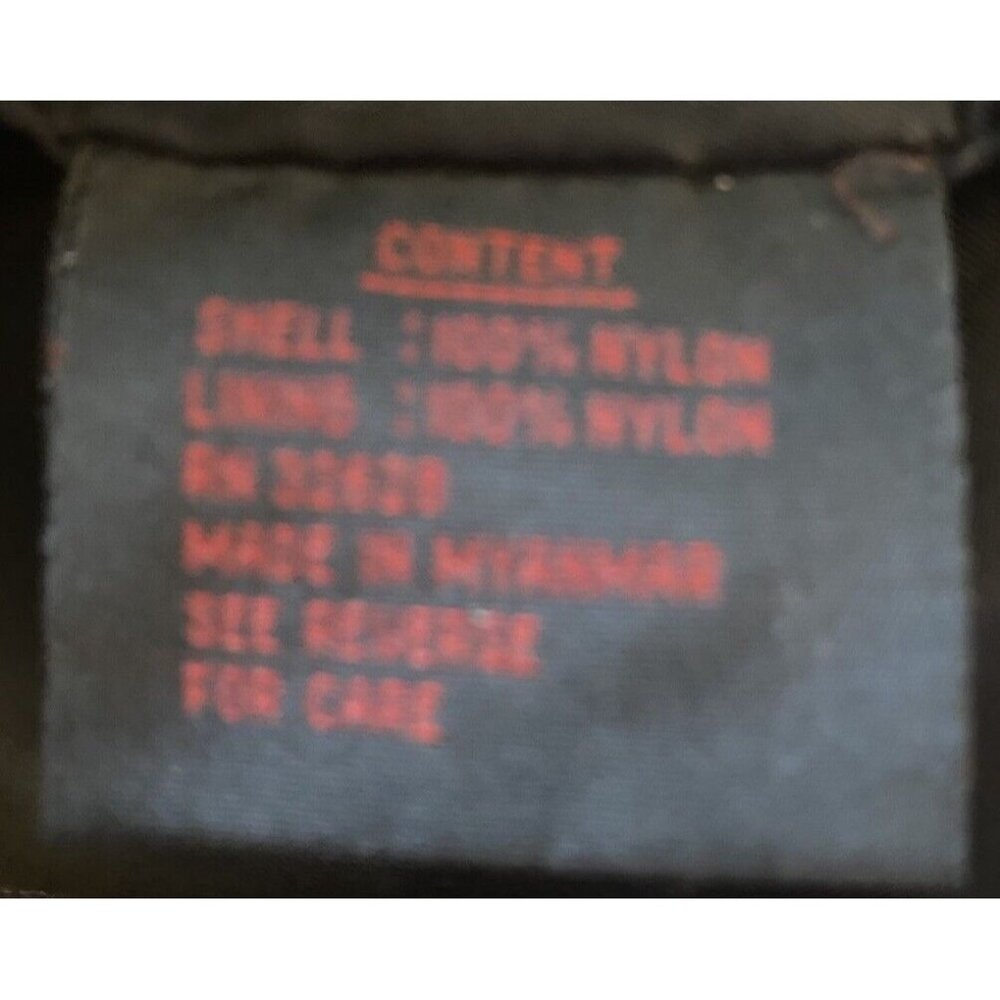 CONTENT
SHELL : 100% NYLON
LINING : 100% NYLON
RN
MADE IN MYANMAR
SEE REVERSE
FOR CARE